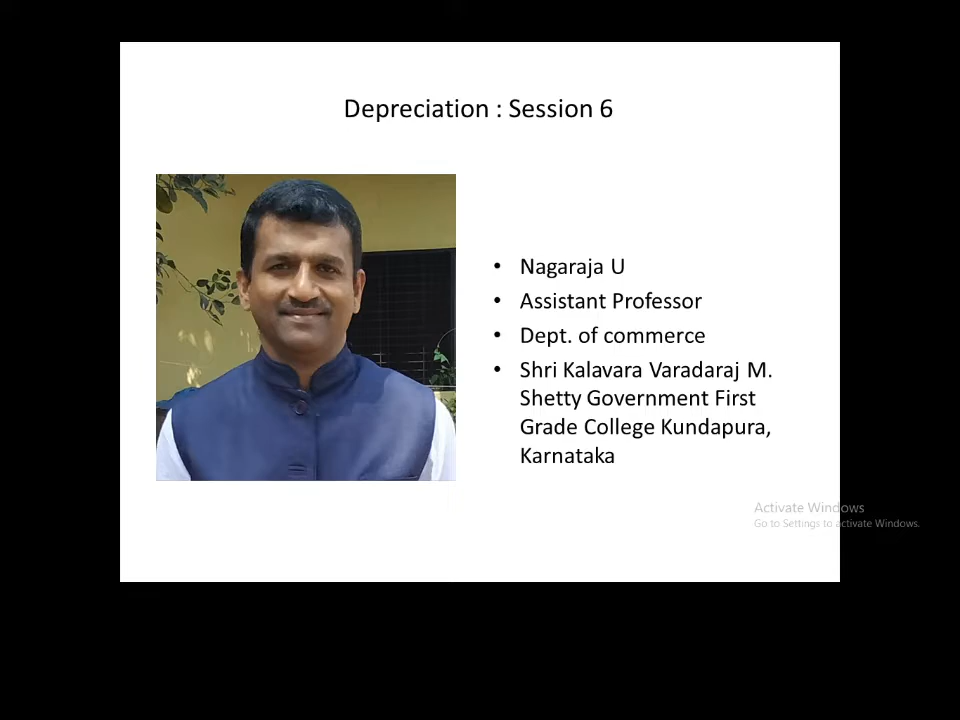 Depreciation : Session 6
• Nagaraja U
• Assistant Professor
• Dept. of commerce
• Shri Kalavara Varadaraj M.
Shetty Government First
Grade College Kundapura,
Karnataka
Activate Windows
Go to Settings to activate Windows.